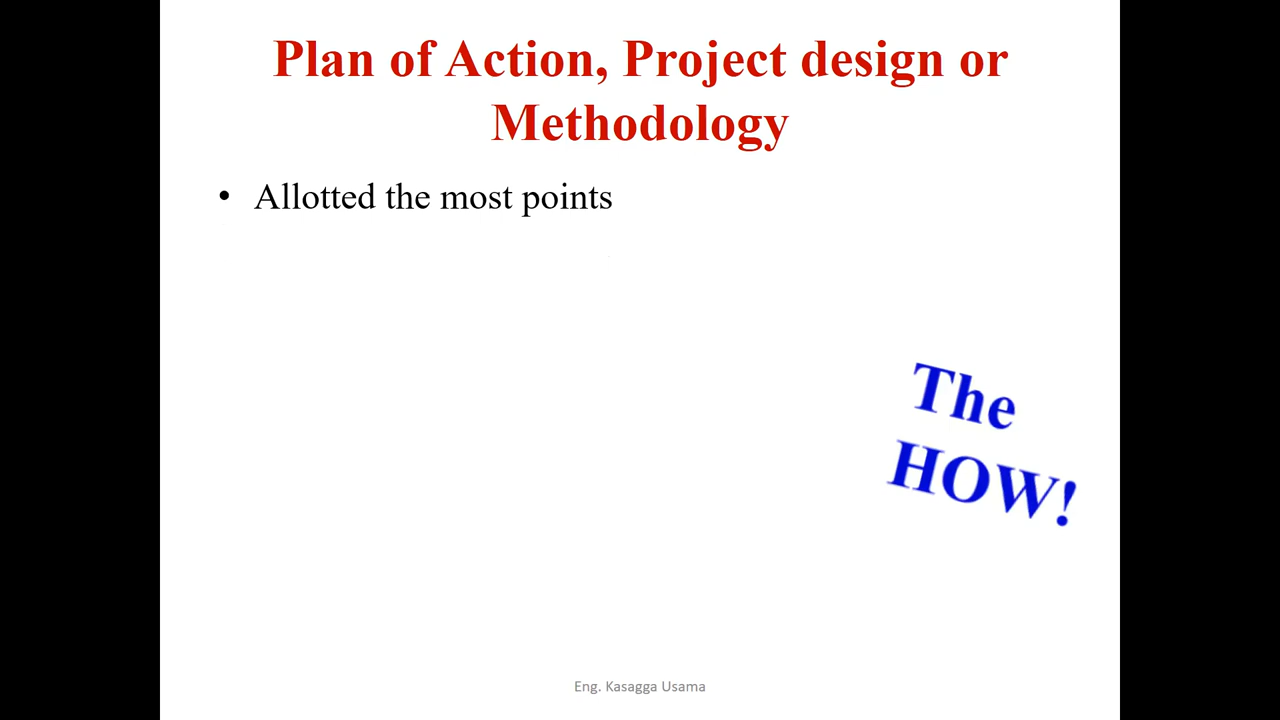 Plan of Action, Project design or
Methodology
• Allotted the most points
The
HOW!
Eng. Kasagga Usama